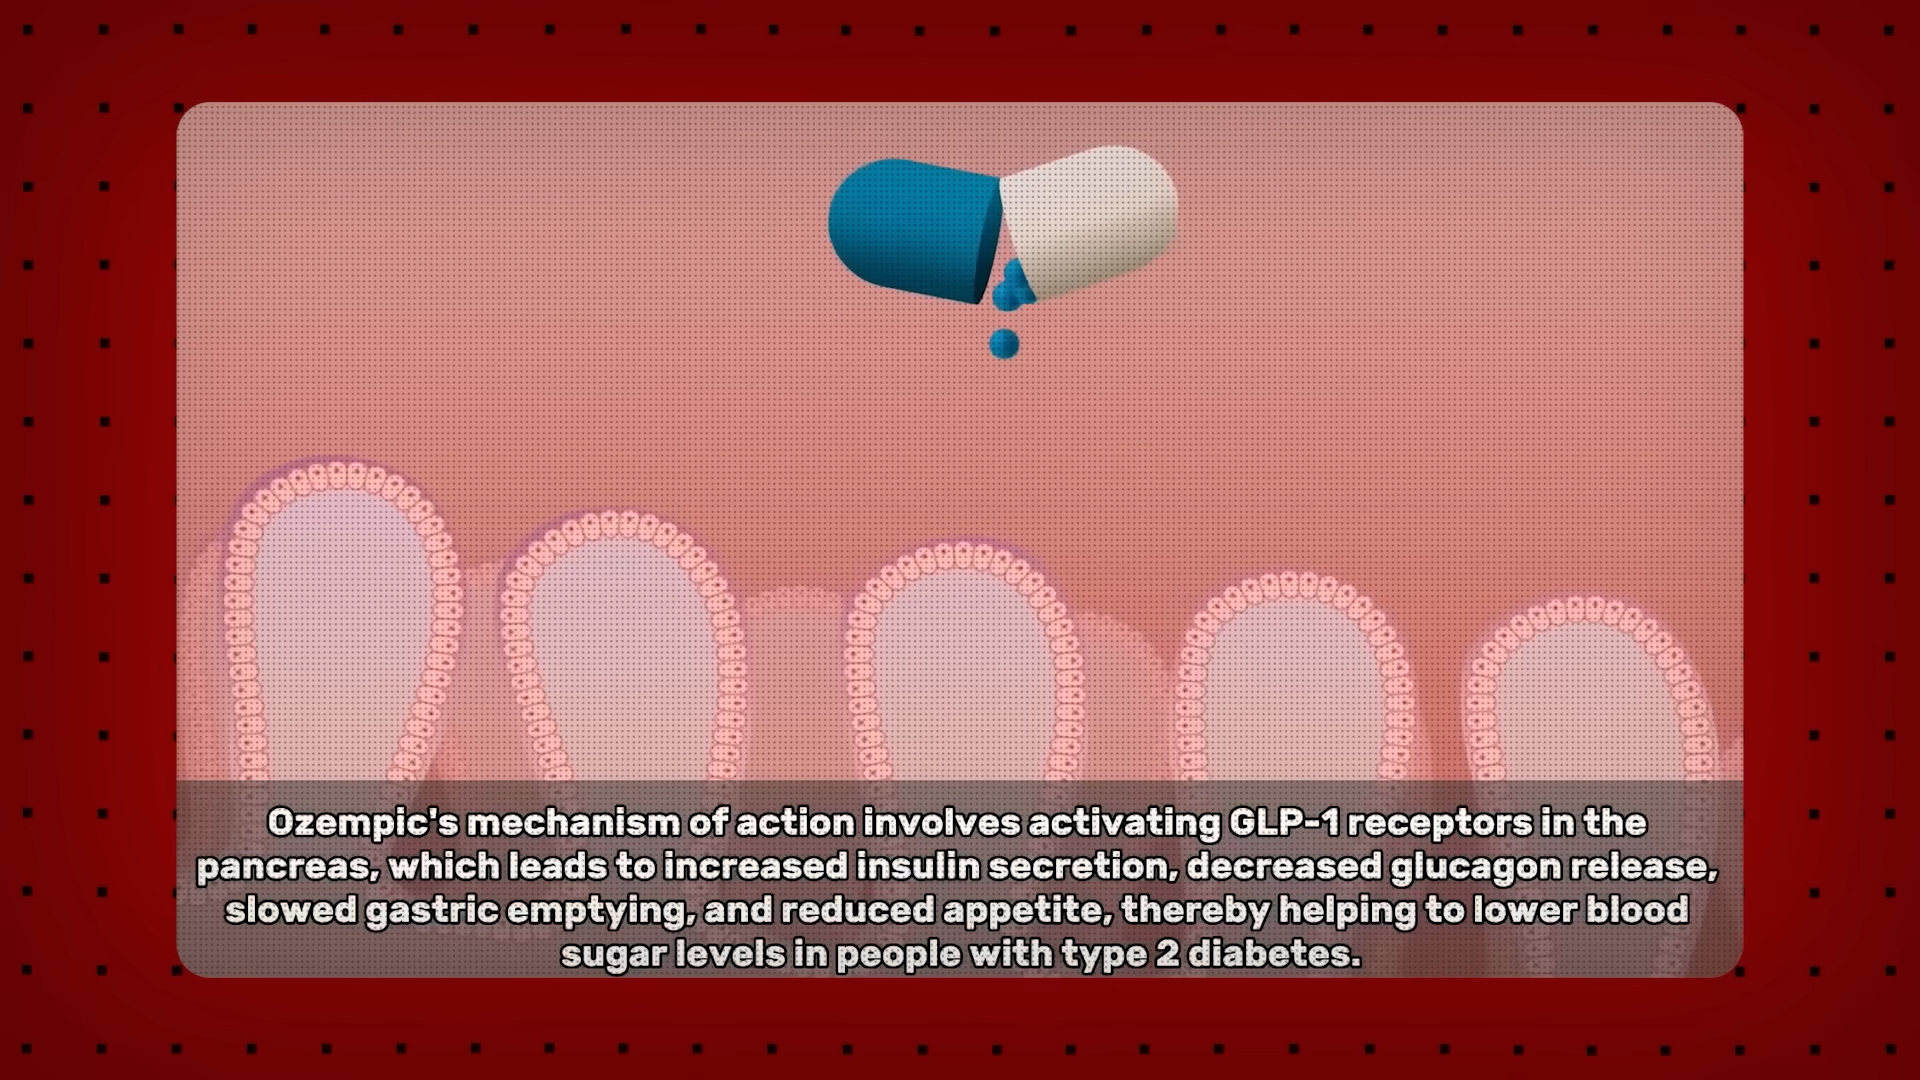 Ozempic's mechanism of action involves activating GLP-1 receptors in the
pancreas, which leads to increased insulin secretion, decreased glucagon release,
slowed gastric emptying, and reduced appetite, thereby helping to lower blood
sugar levels in people with type 2 diabetes.